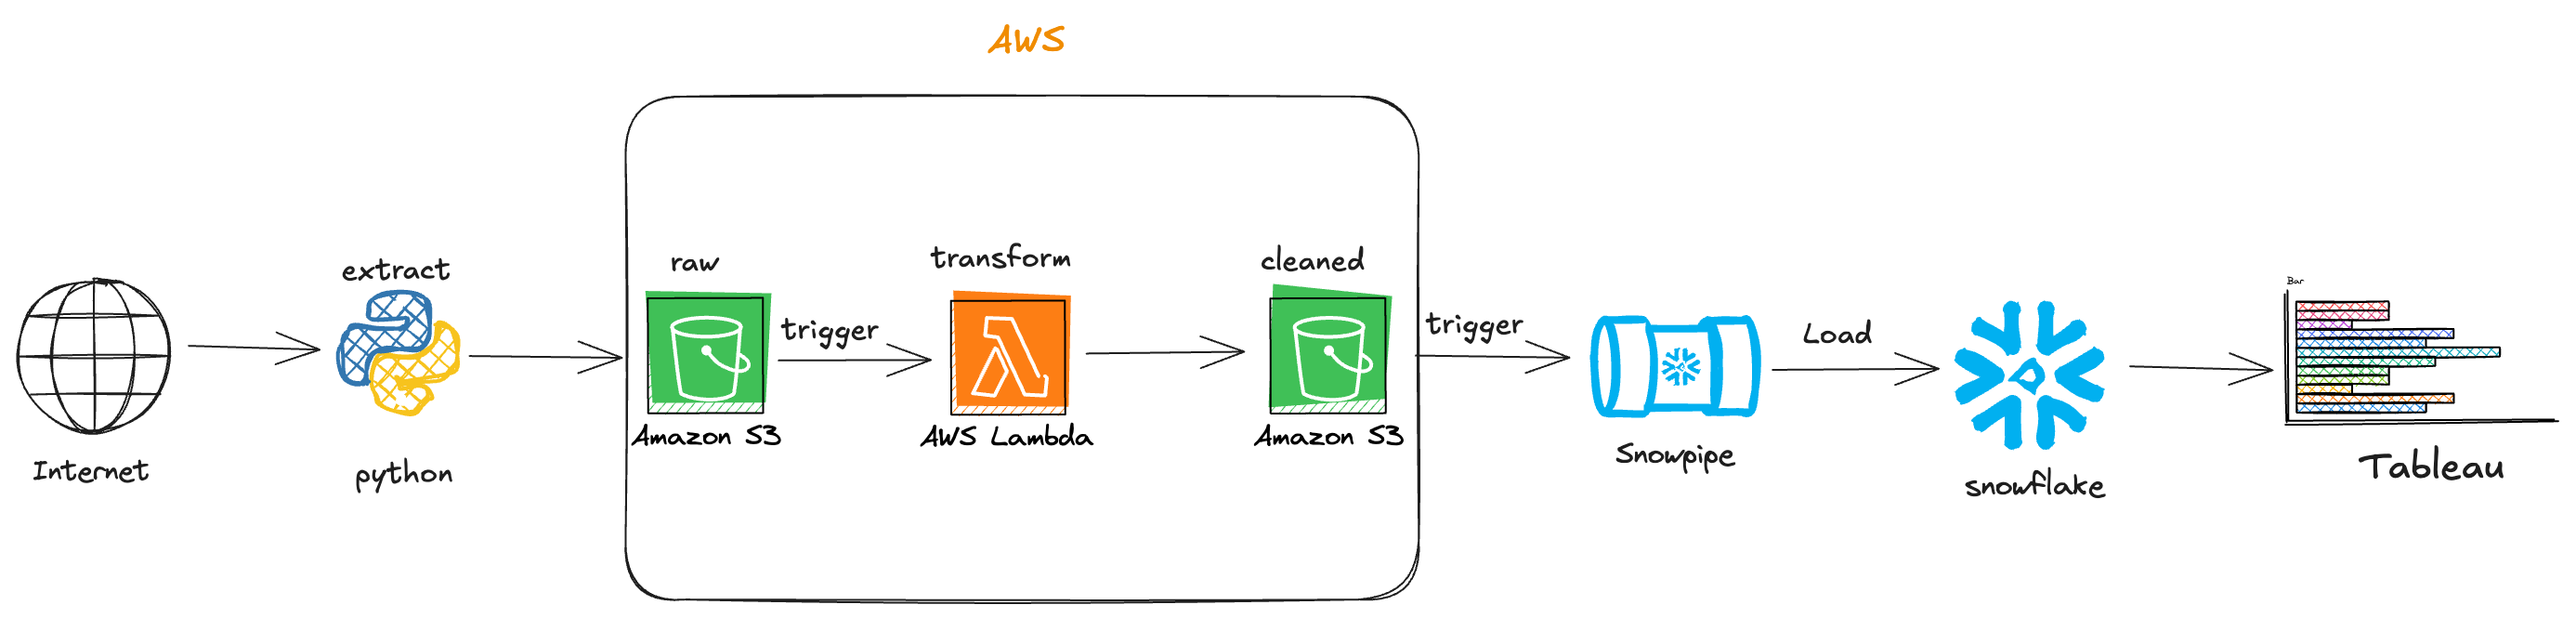 AWS
extract
raw
transform
cleaned
trigger
trigger
Load
Bar
Internet
python
Amazon S3
AWS Lambda
Amazon S3
Snowpipe
snowflake
Tableau